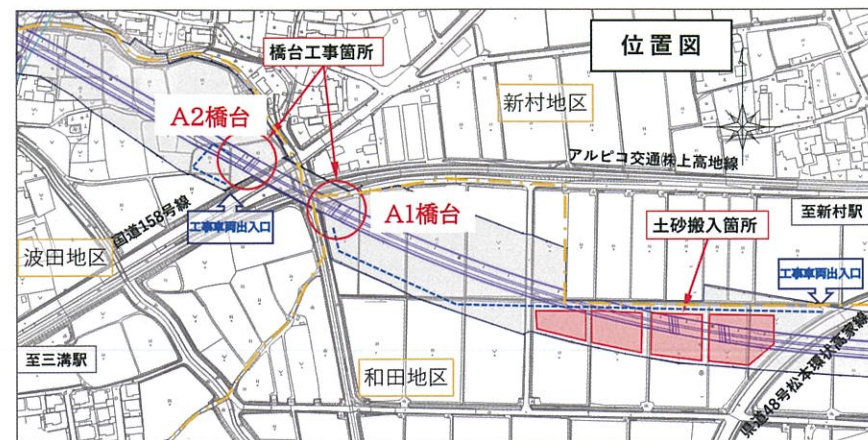 位置図
橋台工事箇所
新村地区
A2橋台
アルピコ交通㈱上高地線
A1橋台
至新村駅
国道158号線
工事車両出入口
土砂搬入箇所
波田地区
工事車両出入口
至三溝駅
和田地区
県道48号松本環状高家線